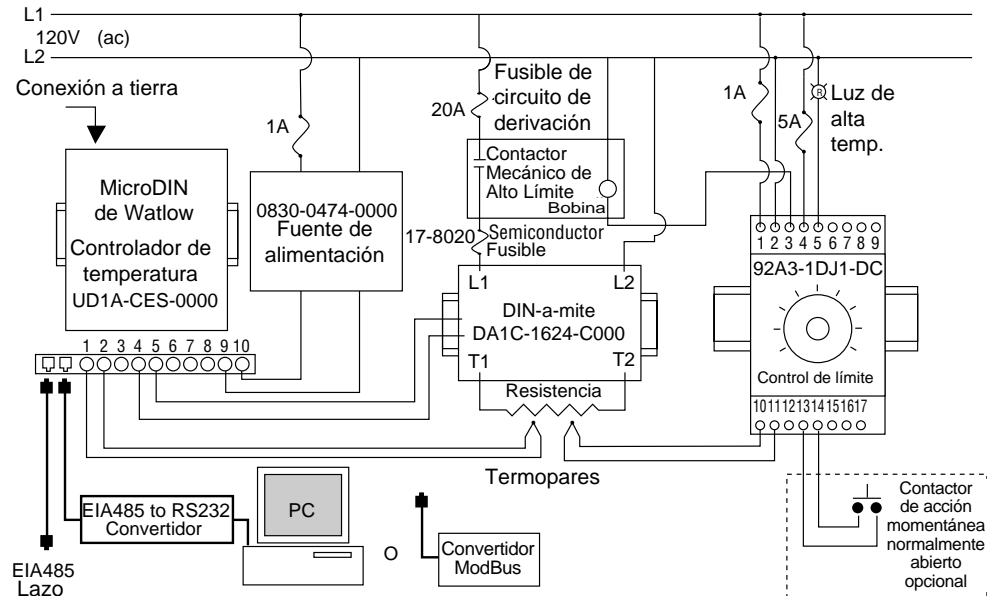 L1
120V (ac)
L2
Conexión a tierra
1A
20A
Fusible de
circuito de
derivación
1A
5A
R
Luz de
alta
temp.
MicroDIN
de Watlow
Controlador de
temperatura
UD1A-CES-0000
0830-0474-0000
Fuente de
alimentación
Contactor
Mecánico de
Alto Límite
Bobina
17-8020
Semiconductor
Fusible
1 2 3 4 5 6 7 8 9
92A3-1DJ1-DC
Control de límite
10 11 12 13 14 15 16 17
L1 L2
DIN-a-mite
DA1C-1624-C000
T1 T2
1 2 3 4 5 6 7 8 9 10
Resistencia
Termopares
EIA485 to RS232
Convertidor
PC
O
Convertidor
ModBus
EIA485
Lazo
Contactor
de acción
momentánea
normalmente
abierto
opcional